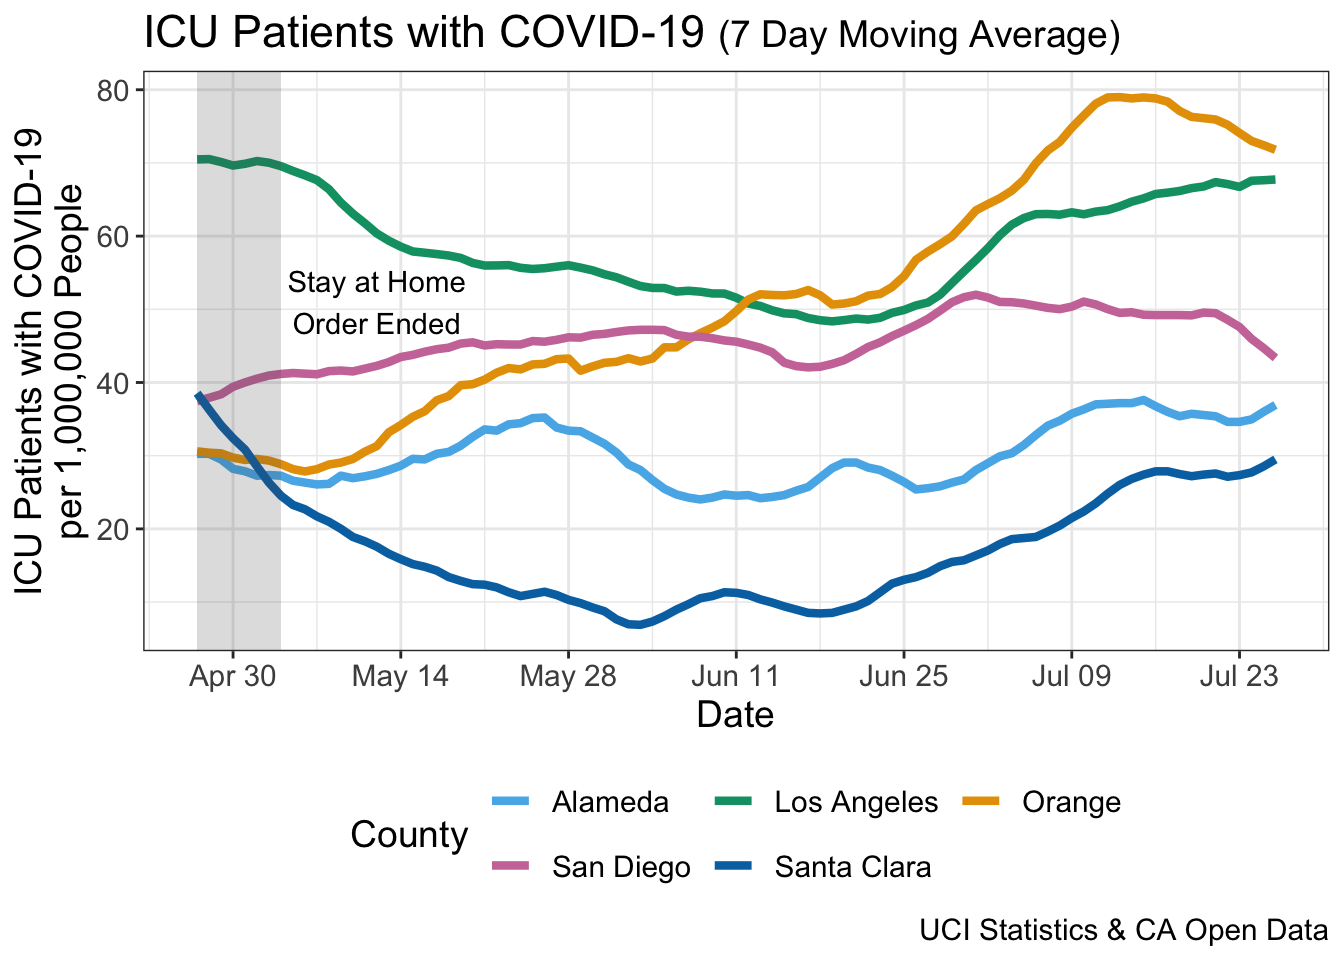 ICU Patients with COVID-19 (7 Day Moving Average)
ICU Patients with COVID-19
per 1,000,000 People
80
60
40
20
Stay at Home
Order Ended
Apr 30 May 14 May 28 Jun 11 Jun 25 Jul 09 Jul 23
Date
County
Alameda Los Angeles Orange
San Diego Santa Clara
UCI Statistics & CA Open Data